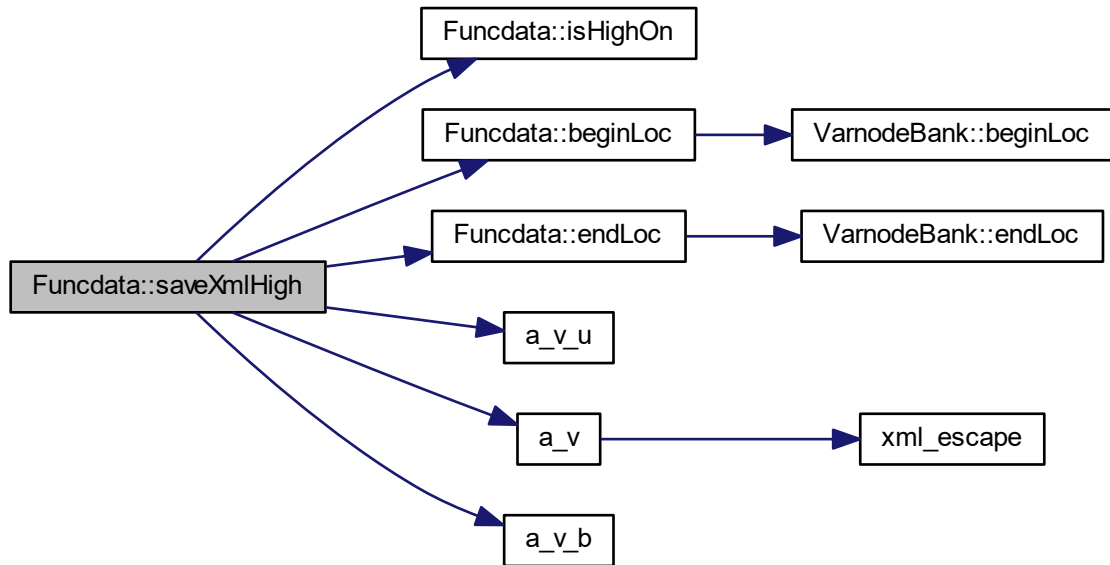 Funcdata::isHighOn
Funcdata::beginLoc
VarnodeBank::beginLoc
Funcdata::endLoc
VarnodeBank::endLoc
Funcdata::saveXmlHigh
a_v_u
a_v
xml_escape
a_v_b